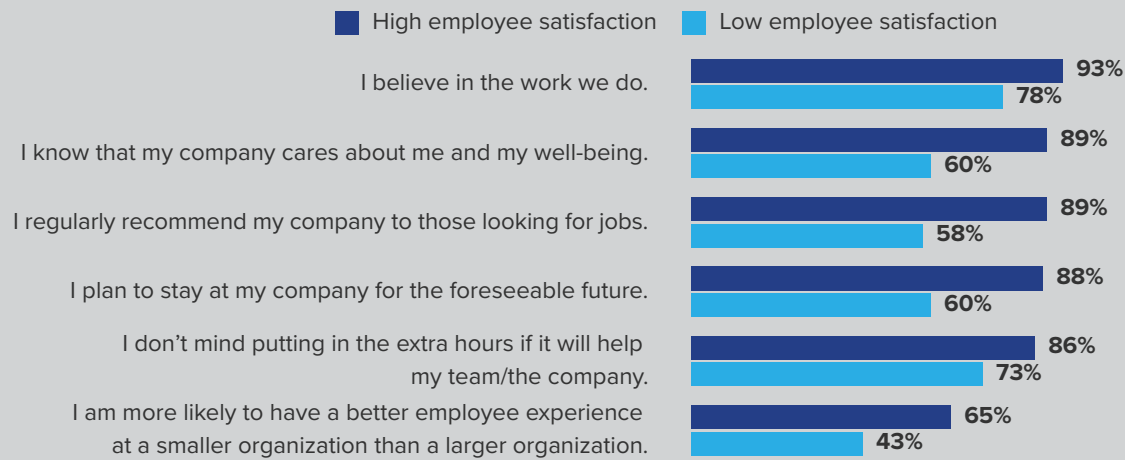 High employee satisfaction Low employee satisfaction
I believe in the work we do.
93%
78%
I know that my company cares about me and my well-being.
89%
60%
I regularly recommend my company to those looking for jobs.
89%
58%
I plan to stay at my company for the foreseeable future.
88%
60%
I don’t mind putting in the extra hours if it will help
my team/the company.
86%
73%
I am more likely to have a better employee experience
at a smaller organization than a larger organization.
65%
43%